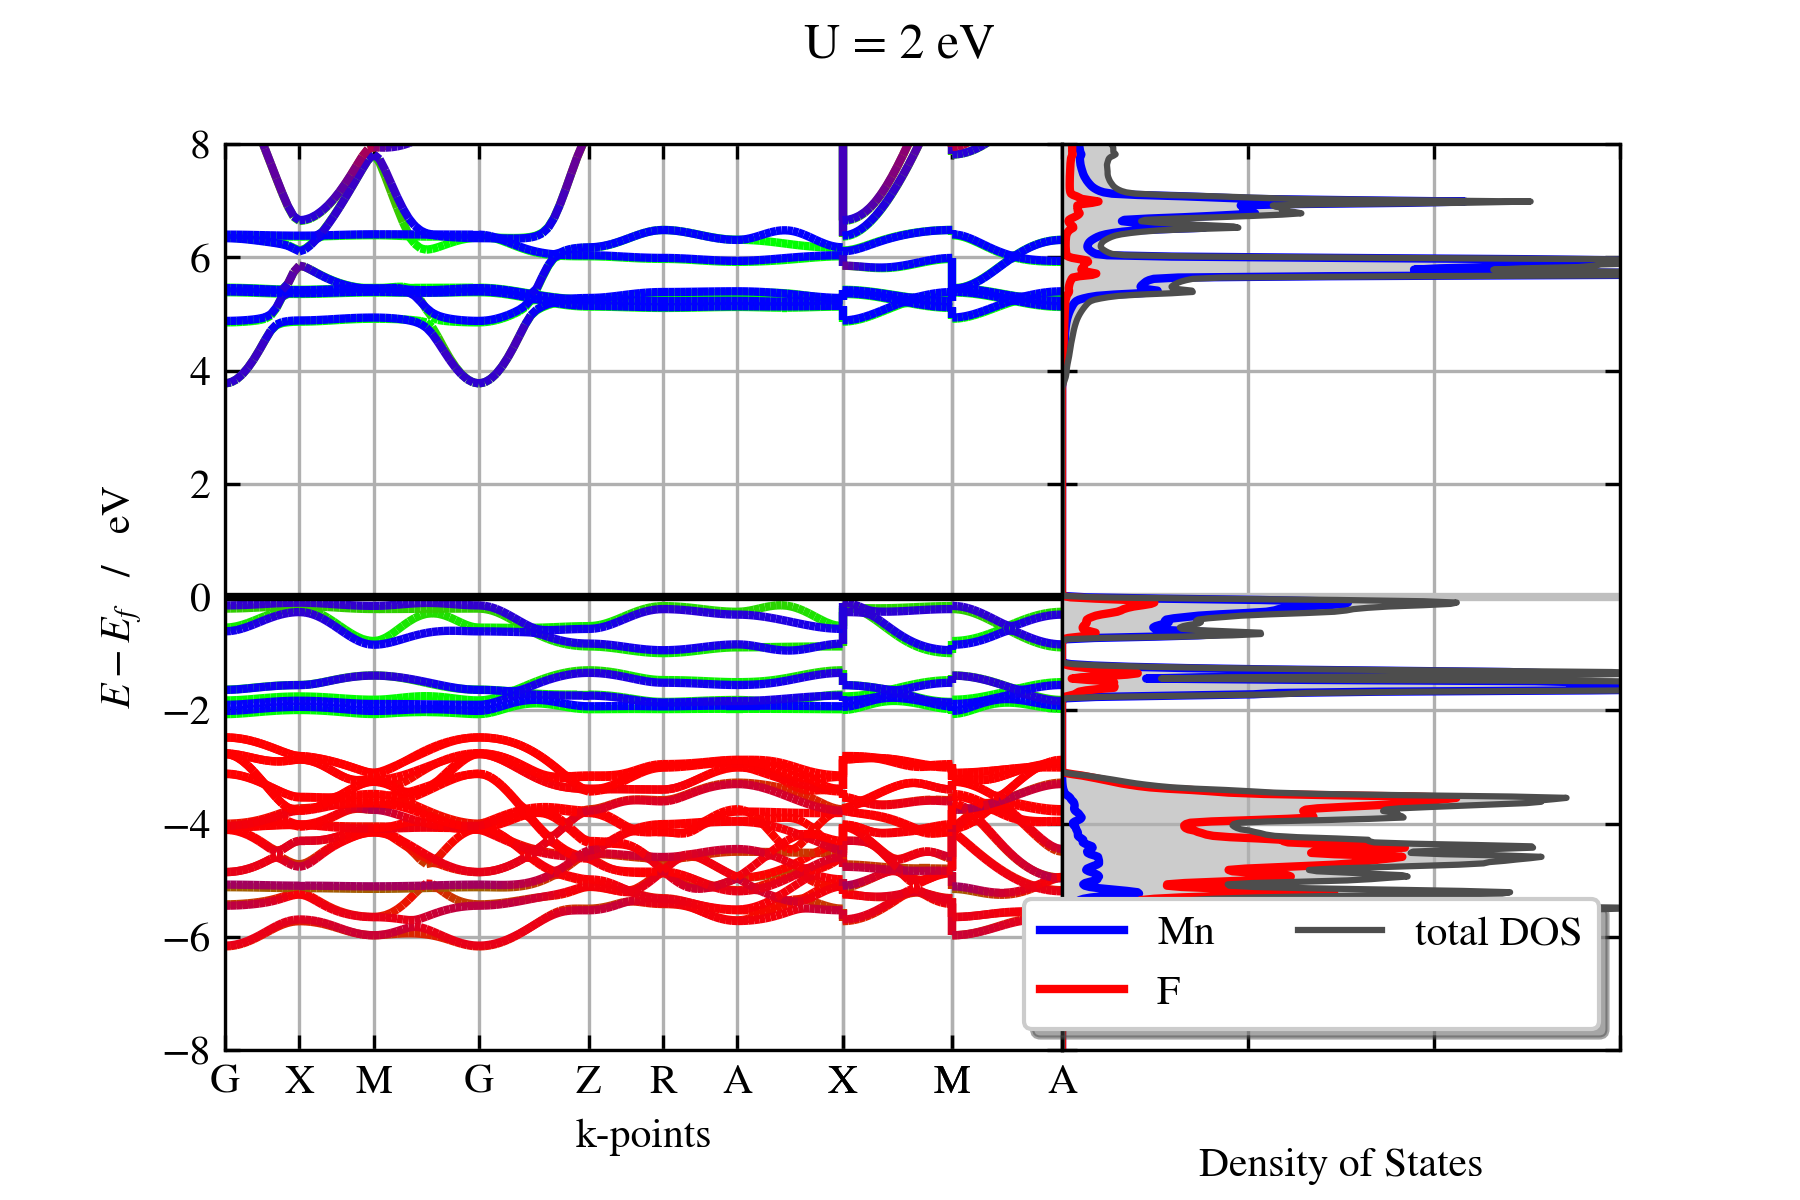 U = 2 eV
8
6
4
2
0
−2
−4
−6
−8
E − E_f / eV
G X M G Z R A X M A
k-points
Mn
total DOS
F
Density of States